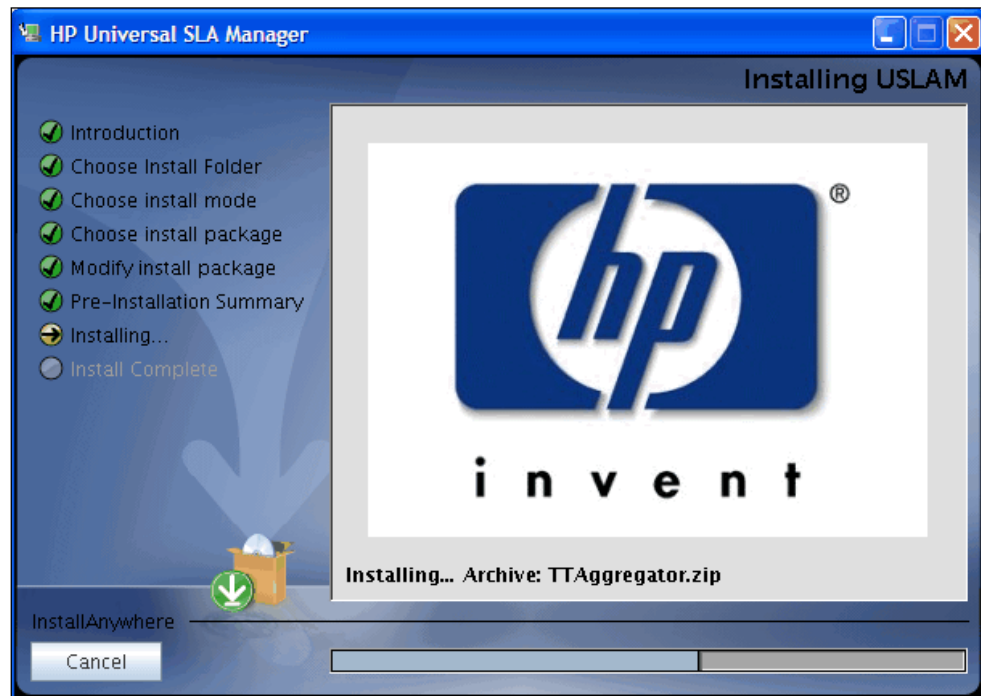 HP Universal SLA Manager
Installing USLAM
Introduction
Choose Install Folder
Choose install mode
Choose install package
Modify install package
Pre-Installation Summary
Installing...
Install Complete
hp
®
invent
Installing... Archive: TTAggregator.zip
InstallAnywhere
Cancel